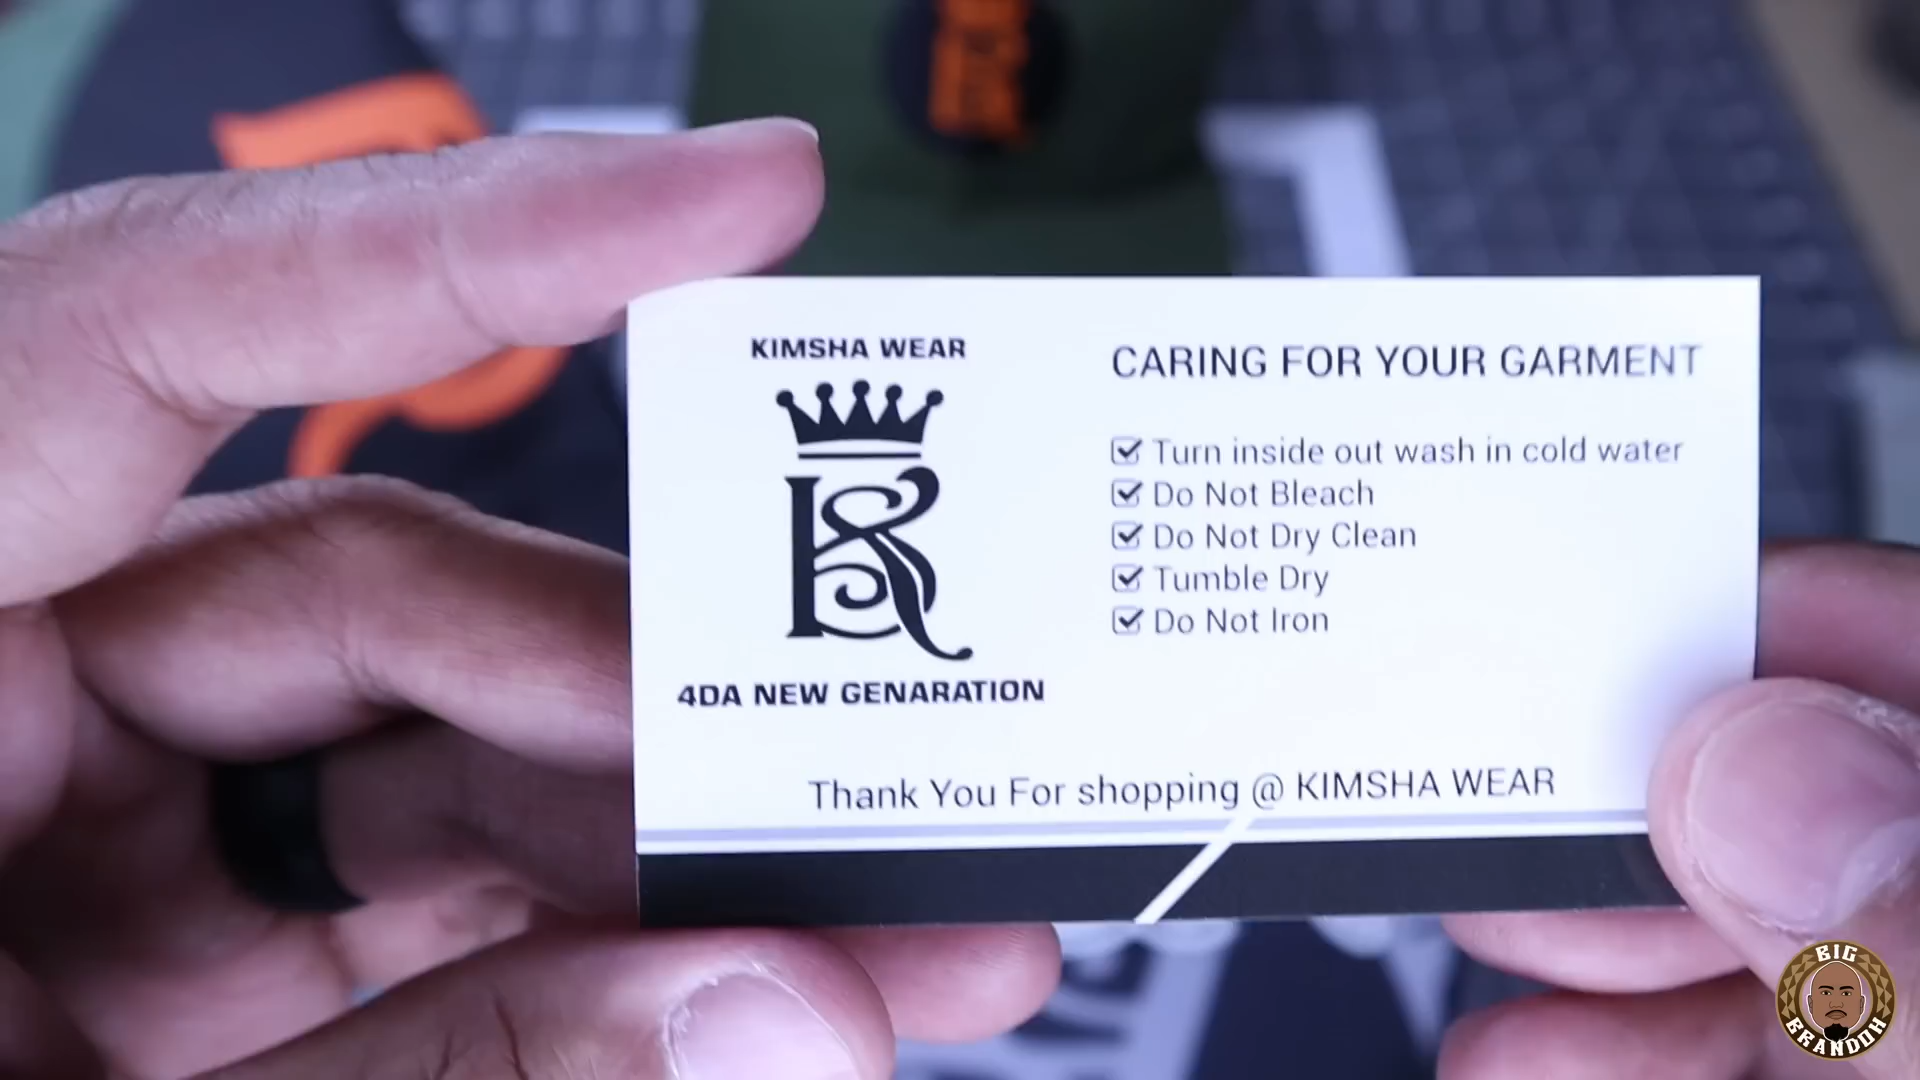 KIMSHA WEAR
4DA NEW GENARATION
CARING FOR YOUR GARMENT
Turn inside out wash in cold water
Do Not Bleach
Do Not Dry Clean
Tumble Dry
Do Not Iron
Thank You For shopping @ KIMSHA WEAR
BIG
BRANDOH